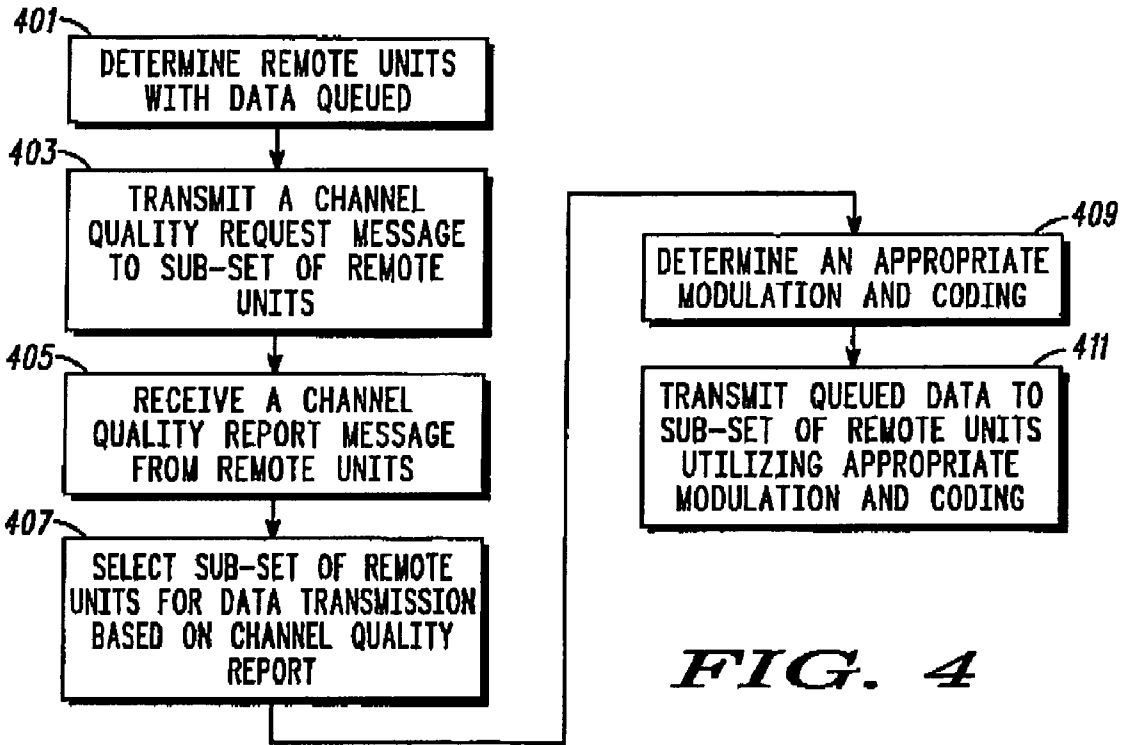 401
DETERMINE REMOTE UNITS
WITH DATA QUEUED
403
TRANSMIT A CHANNEL
QUALITY REQUEST MESSAGE
TO SUB-SET OF REMOTE
UNITS
405
RECEIVE A CHANNEL
QUALITY REPORT MESSAGE
FROM REMOTE UNITS
407
SELECT SUB-SET OF REMOTE
UNITS FOR DATA TRANSMISSION
BASED ON CHANNEL QUALITY
REPORT
409
DETERMINE AN APPROPRIATE
MODULATION AND CODING
411
TRANSMIT QUEUED DATA TO
SUB-SET OF REMOTE UNITS
UTILIZING APPROPRIATE
MODULATION AND CODING
FIG. 4